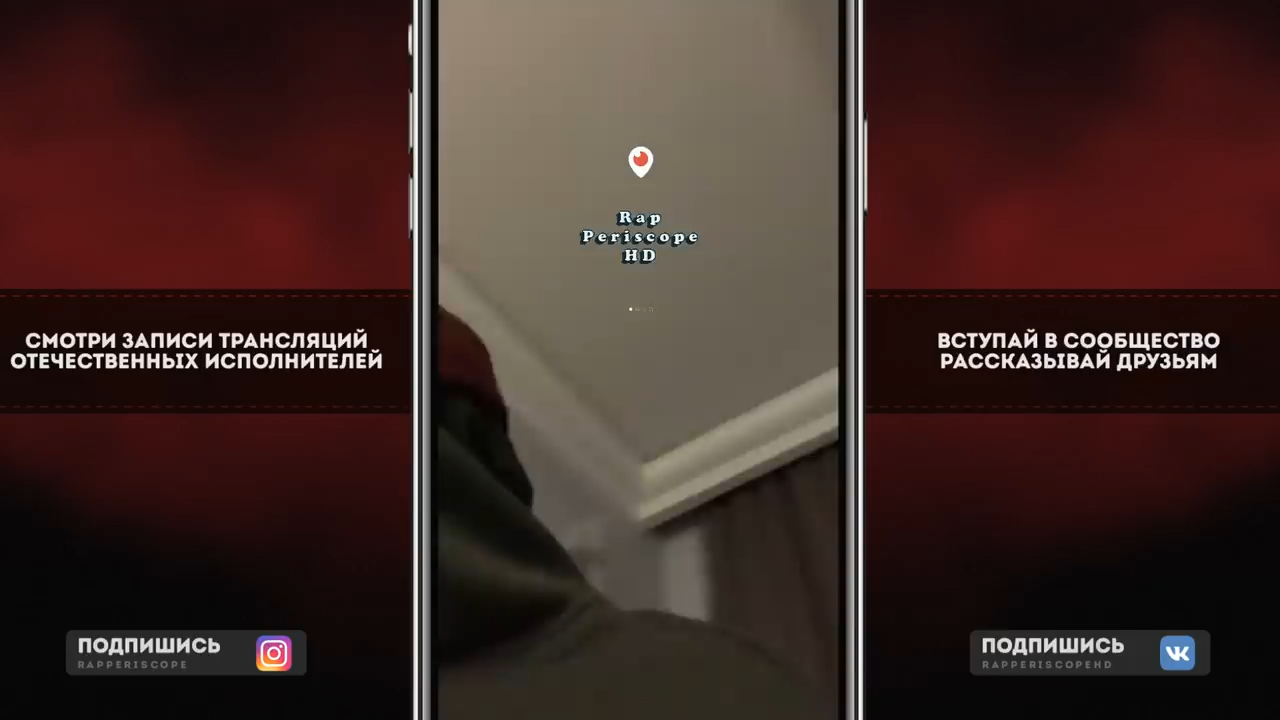 Rap
Periscope
HD
СМОТРИ ЗАПИСИ ТРАНСЛЯЦИЙ
ОТЕЧЕСТВЕННЫХ ИСПОЛНИТЕЛЕЙ
ВСТУПАЙ В СООБЩЕСТВО
РАССКАЗЫВАЙ ДРУЗЬЯМ
ПОДПИШИСЬ
RAPPERISCOPE
ПОДПИШИСЬ
RAPPERISCOPEHD